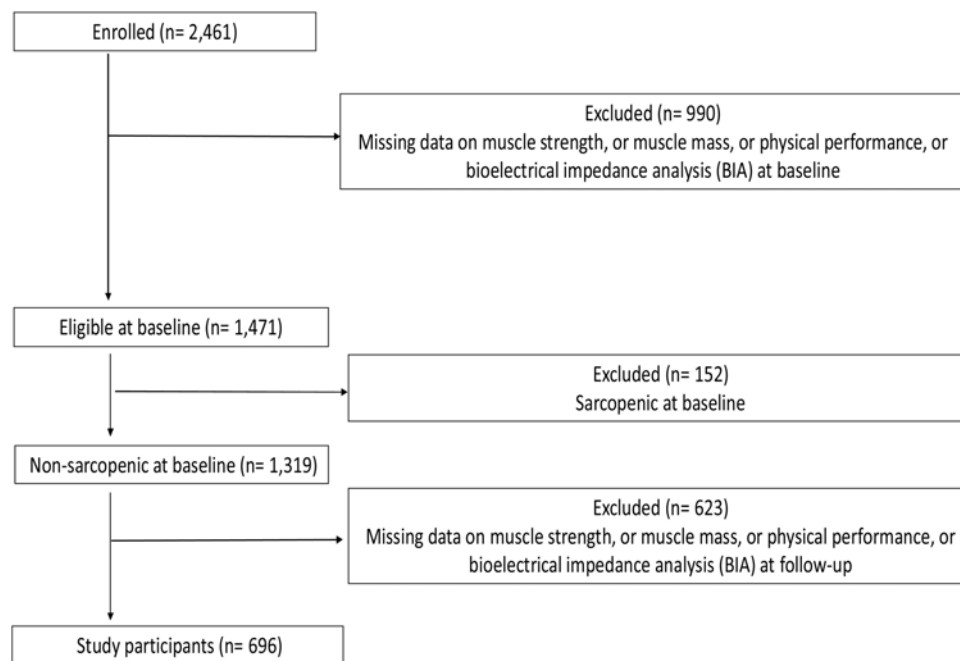 Enrolled (n= 2,461)
Excluded (n= 990)
Missing data on muscle strength, or muscle mass, or physical performance, or
bioelectrical impedance analysis (BIA) at baseline
Eligible at baseline (n= 1,471)
Excluded (n= 152)
Sarcopenic at baseline
Non-sarcopenic at baseline (n= 1,319)
Excluded (n= 623)
Missing data on muscle strength, or muscle mass, or physical performance, or
bioelectrical impedance analysis (BIA) at follow-up
Study participants (n= 696)